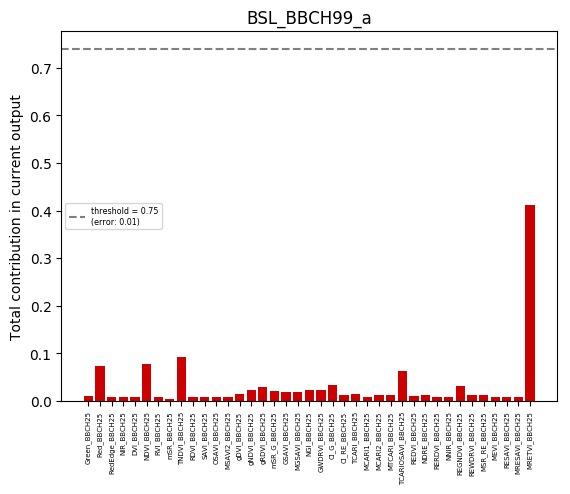 BSL_BBCH99_a
Total contribution in current output
0.7
0.6
0.5
0.4
0.3
0.2
0.1
0.0
threshold = 0.75
(error: 0.01)
Green_BBCH25
Red_BBCH25
RedEdge_BBCH25
NIR_BBCH25
DVI_BBCH25
NDVI_BBCH25
RVI_BBCH25
mSR_BBCH25
TNDVI_BBCH25
RDVI_BBCH25
SAVI_BBCH25
OSAVI_BBCH25
MSAVI2_BBCH25
gDVI_BBCH25
gNDVI_BBCH25
gRDVI_BBCH25
mSR_G_BBCH25
GSAVI_BBCH25
MGSAVI_BBCH25
NGI_BBCH25
GWDRVI_BBCH25
CI_G_BBCH25
CI_RE_BBCH25
TCARI_BBCH25
MCARI1_BBCH25
MCARI2_BBCH25
MTCARI_BBCH25
TCARIOSAVI_BBCH25
REDVI_BBCH25
NDRE_BBCH25
RERDVI_BBCH25
NNIR_BBCH25
REGNDVI_BBCH25
REWDRVI_BBCH25
MSR_RE_BBCH25
MEVI_BBCH25
RESAVI_BBCH25
MRESAVI_BBCH25
MRETVI_BBCH25